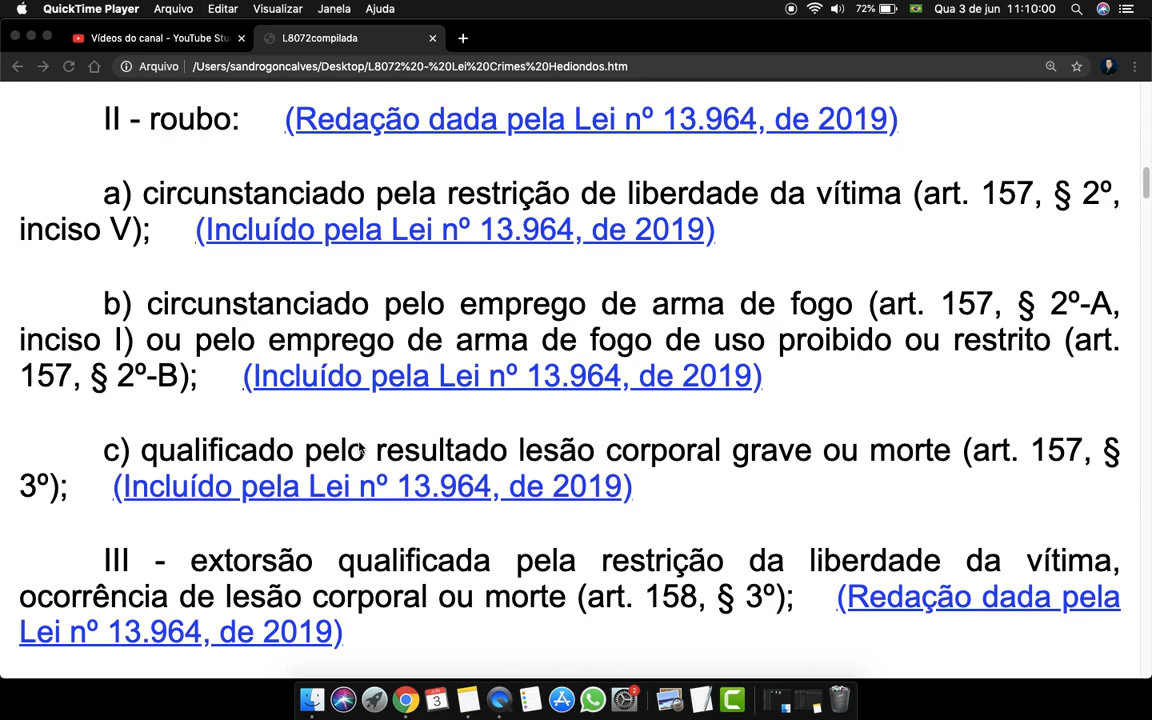 QuickTime Player Arquivo Editar Visualizar Janela Ajuda 72% Qua 3 de jun 11:10:00
Vídeos do canal - YouTube Stu L8072compilada
Arquivo /Users/sandrogoncalves/Desktop/L8072%20-%20Lei%20Crimes%20Hediondos.htm
II - roubo: (Redação dada pela Lei nº 13.964, de 2019)
a) circunstanciado pela restrição de liberdade da vítima (art. 157, § 2º,
inciso V); (Incluído pela Lei nº 13.964, de 2019)
b) circunstanciado pelo emprego de arma de fogo (art. 157, § 2º-A,
inciso I) ou pelo emprego de arma de fogo de uso proibido ou restrito (art.
157, § 2º-B); (Incluído pela Lei nº 13.964, de 2019)
c) qualificado pelo resultado lesão corporal grave ou morte (art. 157, §
3º); (Incluído pela Lei nº 13.964, de 2019)
III - extorsão qualificada pela restrição da liberdade da vítima,
ocorrência de lesão corporal ou morte (art. 158, § 3º); (Redação dada pela
Lei nº 13.964, de 2019)
3 2